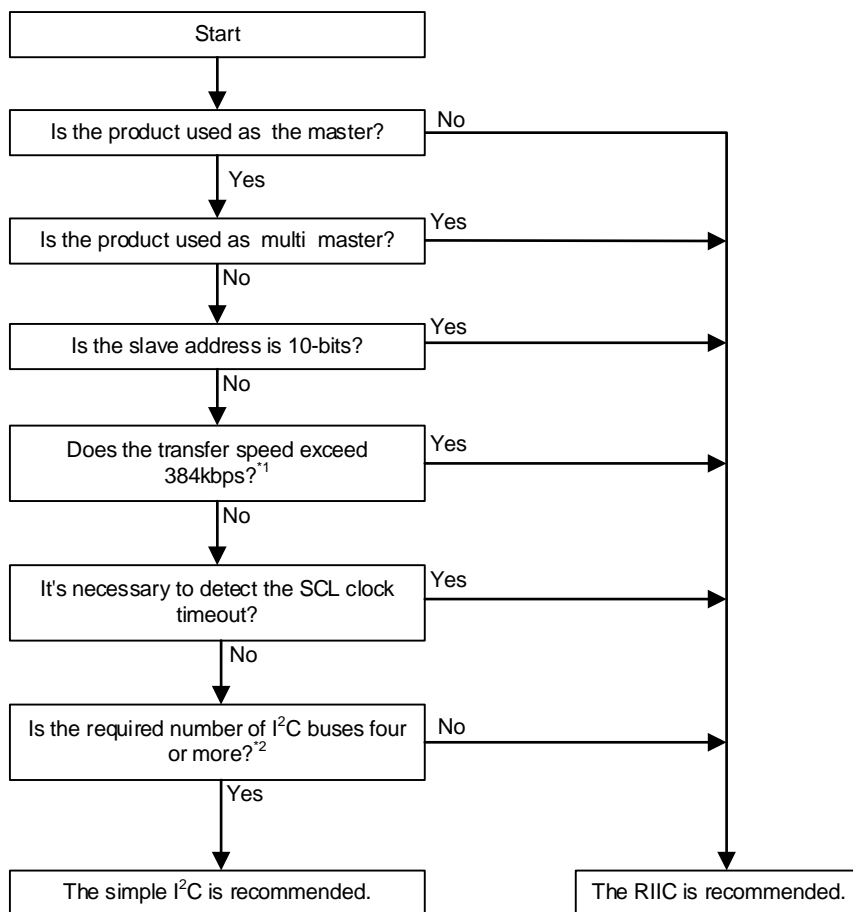 Start
Is the product used as the master?
No
Yes
Is the product used as multi master?
Yes
No
Is the slave address is 10-bits?
Yes
No
Does the transfer speed exceed
384kbps?*1
Yes
No
It's necessary to detect the SCL clock
timeout?
Yes
No
Is the required number of I²C buses four
or more?*2
No
Yes
The simple I²C is recommended.
The RIIC is recommended.